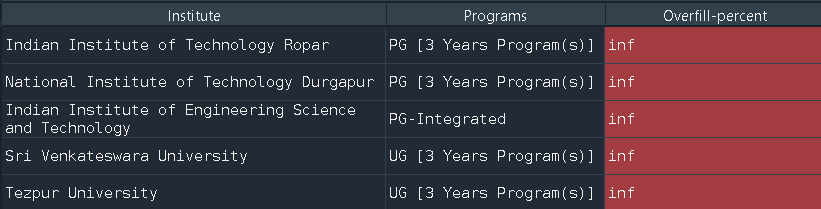 Institute Programs Overfill-percent
Indian Institute of Technology Ropar PG [3 Years Program(s)] inf
National Institute of Technology Durgapur PG [3 Years Program(s)] inf
Indian Institute of Engineering Science
and Technology PG-Integrated inf
Sri Venkateswara University UG [3 Years Program(s)] inf
Tezpur University UG [3 Years Program(s)] inf